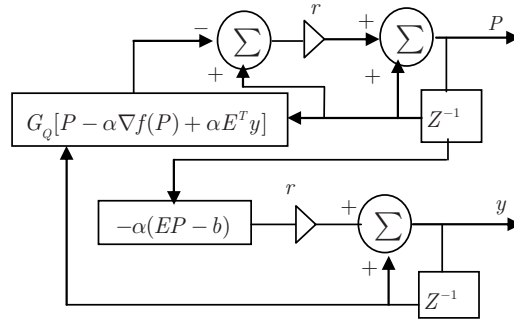 r
− Σ + Σ P
+ +
G_Q[P − α∇f(P) + αE^T y]
Z^{-1}
r
−α(EP − b) + Σ y
+
Z^{-1}